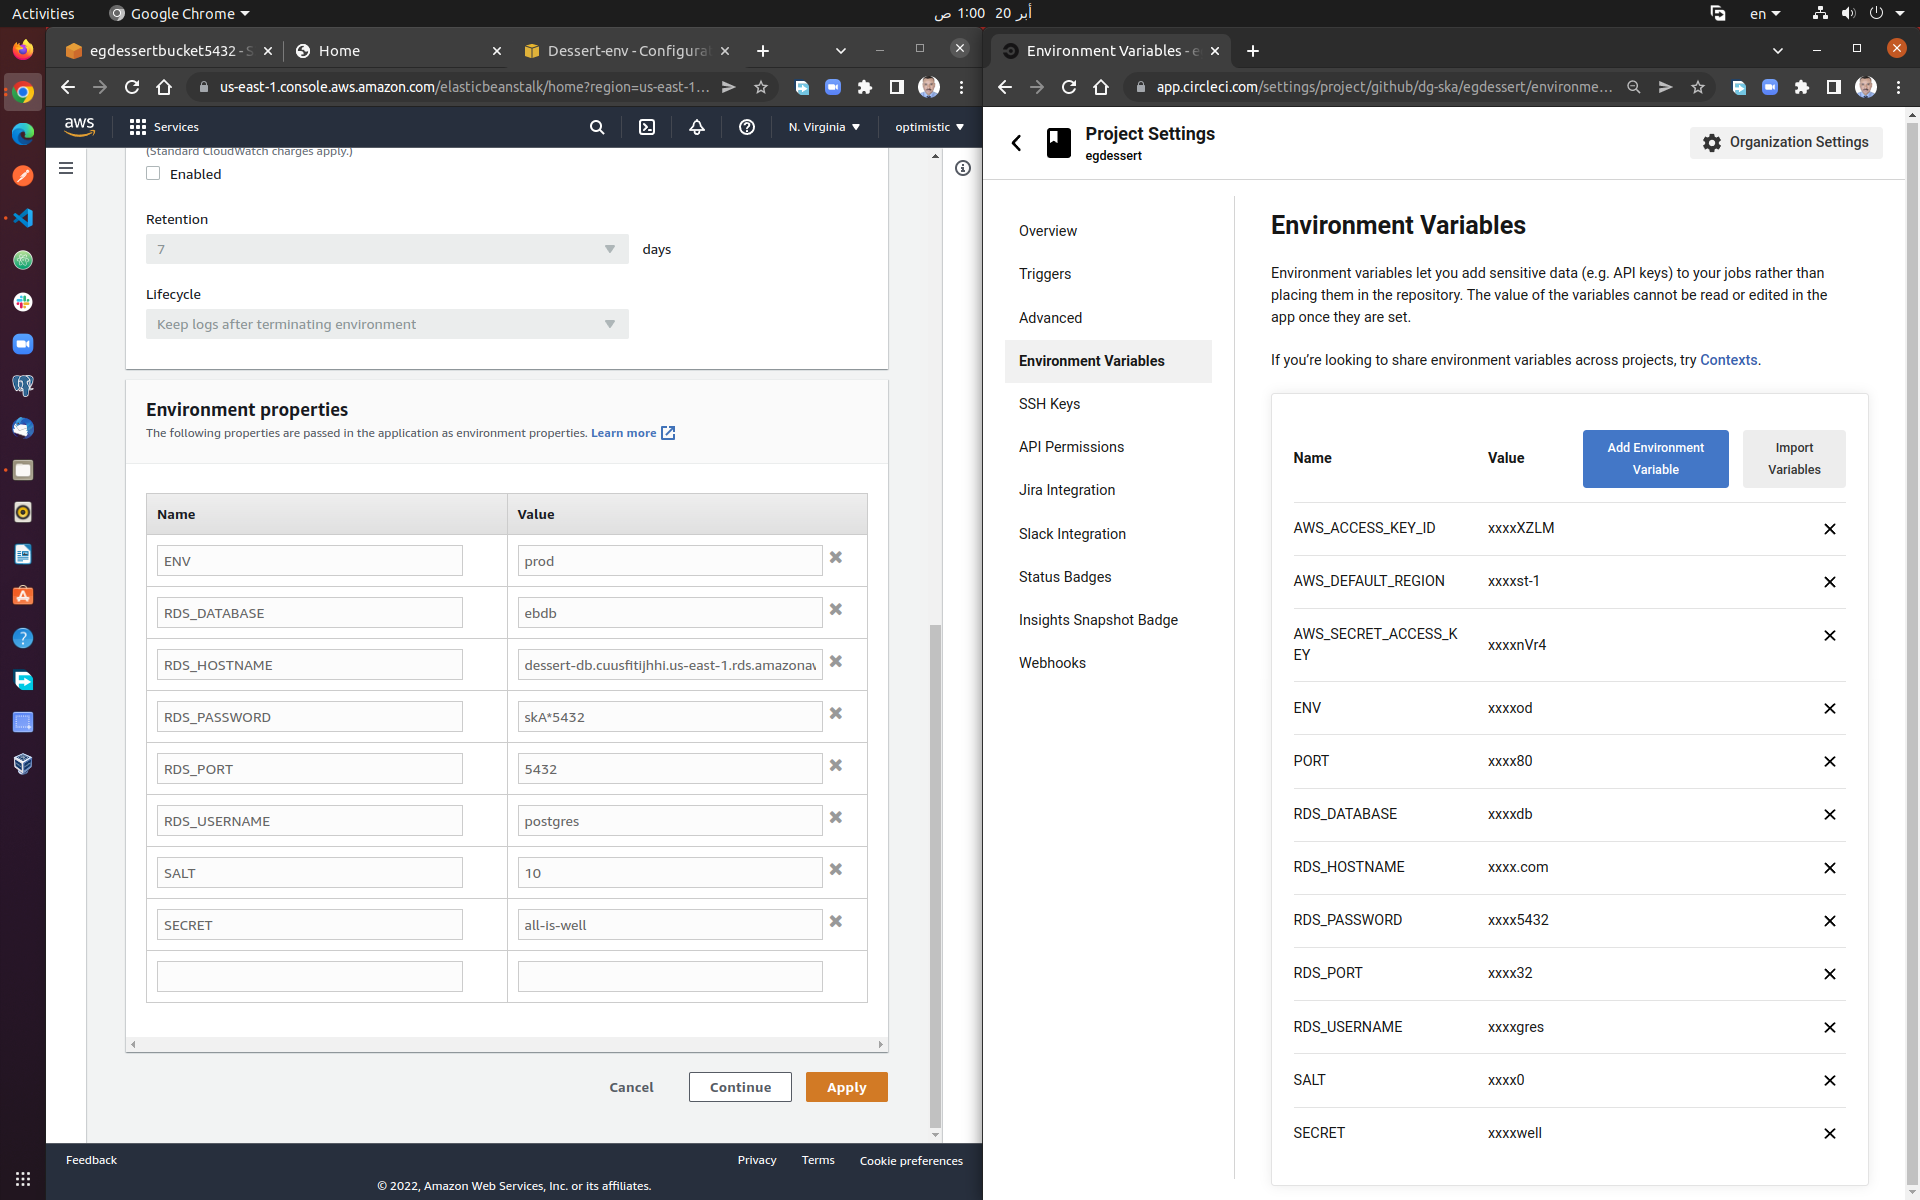 Activities
Google Chrome
أبر 20  1:00 ص
en
egdessertbucket5432 - S
Home
Dessert-env - Configurat
us-east-1.console.aws.amazon.com/elasticbeanstalk/home?region=us-east-1...
aws
Services
N. Virginia
optimistic
(Standard CloudWatch charges apply.)
Enabled
Retention
7
days
Lifecycle
Keep logs after terminating environment
Environment properties
The following properties are passed in the application as environment properties. Learn more
Name Value
ENV prod
RDS_DATABASE ebdb
RDS_HOSTNAME dessert-db.cuusfitijhhi.us-east-1.rds.amazonav
RDS_PASSWORD skA*5432
RDS_PORT 5432
RDS_USERNAME postgres
SALT 10
SECRET all-is-well
Cancel
Continue
Apply
Feedback
Privacy
Terms
Cookie preferences
© 2022, Amazon Web Services, Inc. or its affiliates.
Environment Variables - e
app.circleci.com/settings/project/github/dg-ska/egdessert/environme...
Project Settings
egdessert
Organization Settings
Overview
Triggers
Advanced
Environment Variables
SSH Keys
API Permissions
Jira Integration
Slack Integration
Status Badges
Insights Snapshot Badge
Webhooks
Environment Variables
Environment variables let you add sensitive data (e.g. API keys) to your jobs rather than
placing them in the repository. The value of the variables cannot be read or edited in the
app once they are set.
If you’re looking to share environment variables across projects, try Contexts.
Name Value
Add Environment
Variable
Import
Variables
AWS_ACCESS_KEY_ID xxxxXZLM
AWS_DEFAULT_REGION xxxxst-1
AWS_SECRET_ACCESS_K
EY
xxxxnVr4
ENV xxxxod
PORT xxxx80
RDS_DATABASE xxxxdb
RDS_HOSTNAME xxxx.com
RDS_PASSWORD xxxx5432
RDS_PORT xxxx32
RDS_USERNAME xxxxgres
SALT xxxx0
SECRET xxxxwell